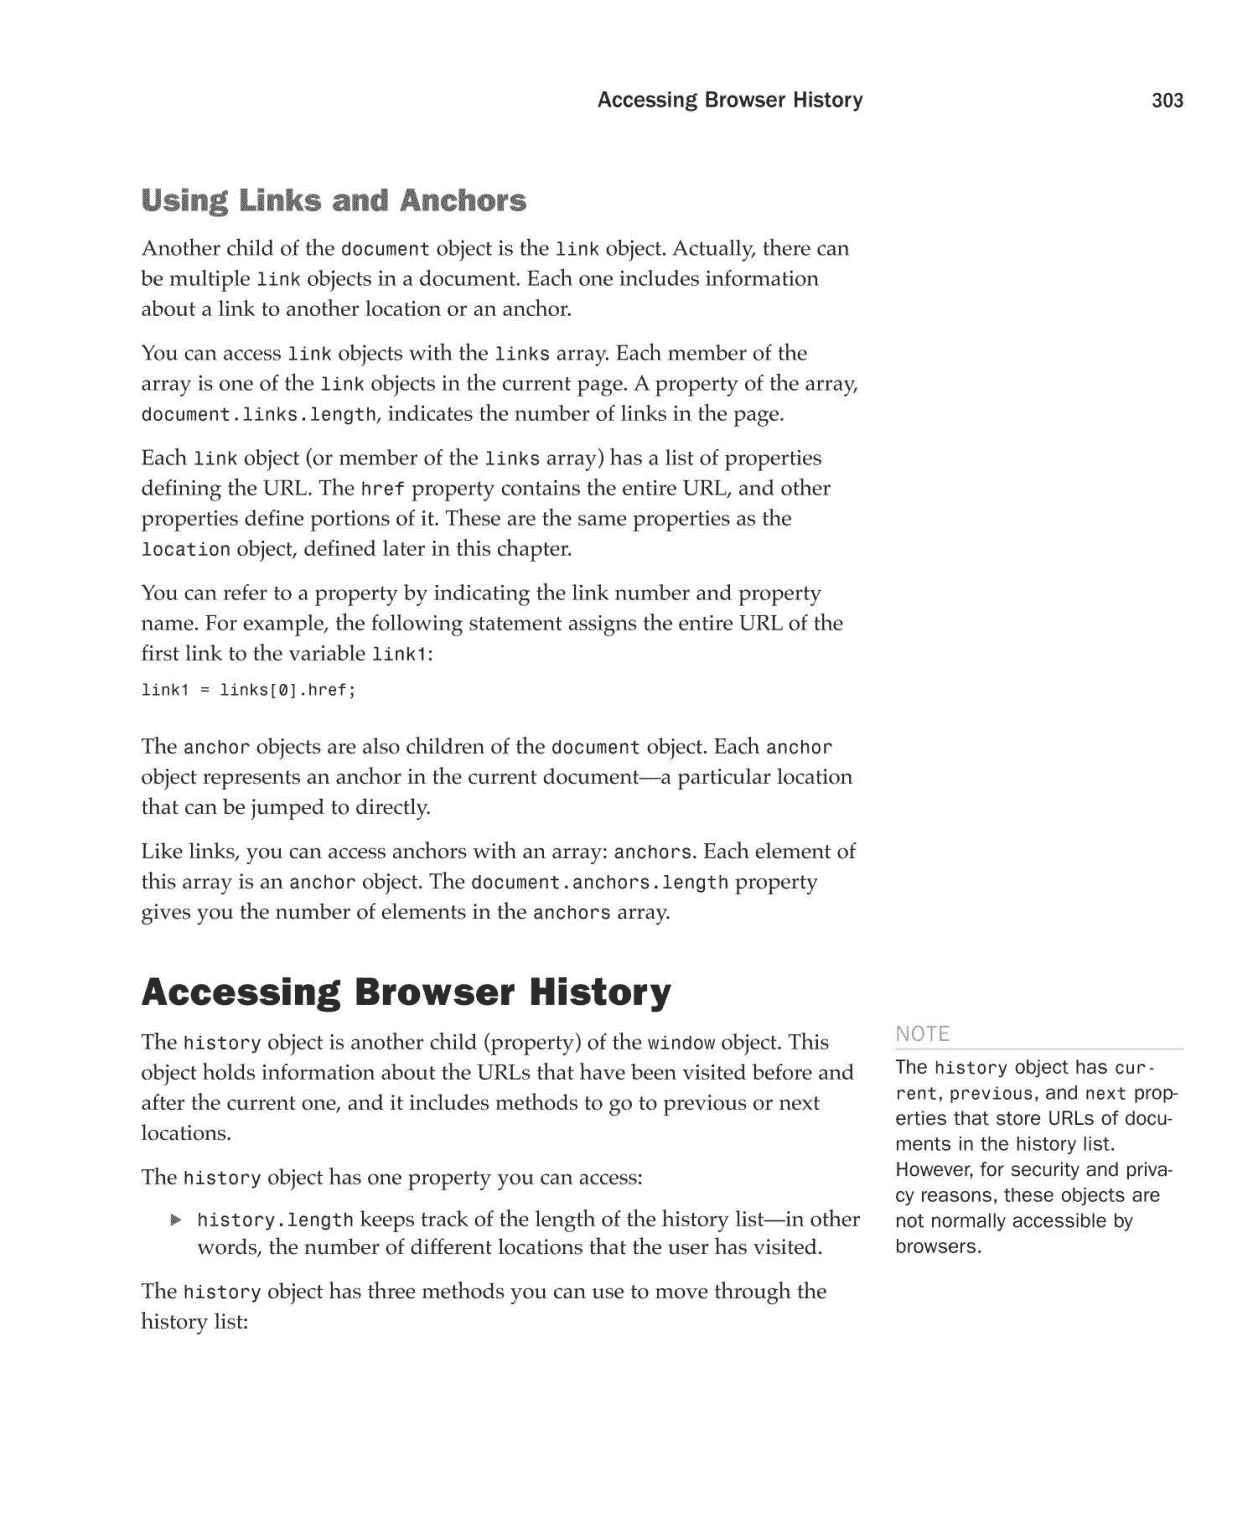 Accessing Browser History 303
Using Links and Anchors
Another child of the document object is the link object. Actually, there can
be multiple link objects in a document. Each one includes information
about a link to another location or an anchor.
You can access link objects with the links array. Each member of the
array is one of the link objects in the current page. A property of the array,
document.links.length, indicates the number of links in the page.
Each link object (or member of the links array) has a list of properties
defining the URL. The href property contains the entire URL, and other
properties define portions of it. These are the same properties as the
location object, defined later in this chapter.
You can refer to a property by indicating the link number and property
name. For example, the following statement assigns the entire URL of the
first link to the variable link1:
link1 = links[0].href;
The anchor objects are also children of the document object. Each anchor
object represents an anchor in the current document—a particular location
that can be jumped to directly.
Like links, you can access anchors with an array: anchors. Each element of
this array is an anchor object. The document.anchors.length property
gives you the number of elements in the anchors array.
Accessing Browser History
The history object is another child (property) of the window object. This
object holds information about the URLs that have been visited before and
after the current one, and it includes methods to go to previous or next
locations.
The history object has one property you can access:
▶ history.length keeps track of the length of the history list—in other
words, the number of different locations that the user has visited.
The history object has three methods you can use to move through the
history list:
NOTE
The history object has cur-
rent, previous, and next prop-
erties that store URLs of docu-
ments in the history list.
However, for security and priva-
cy reasons, these objects are
not normally accessible by
browsers.